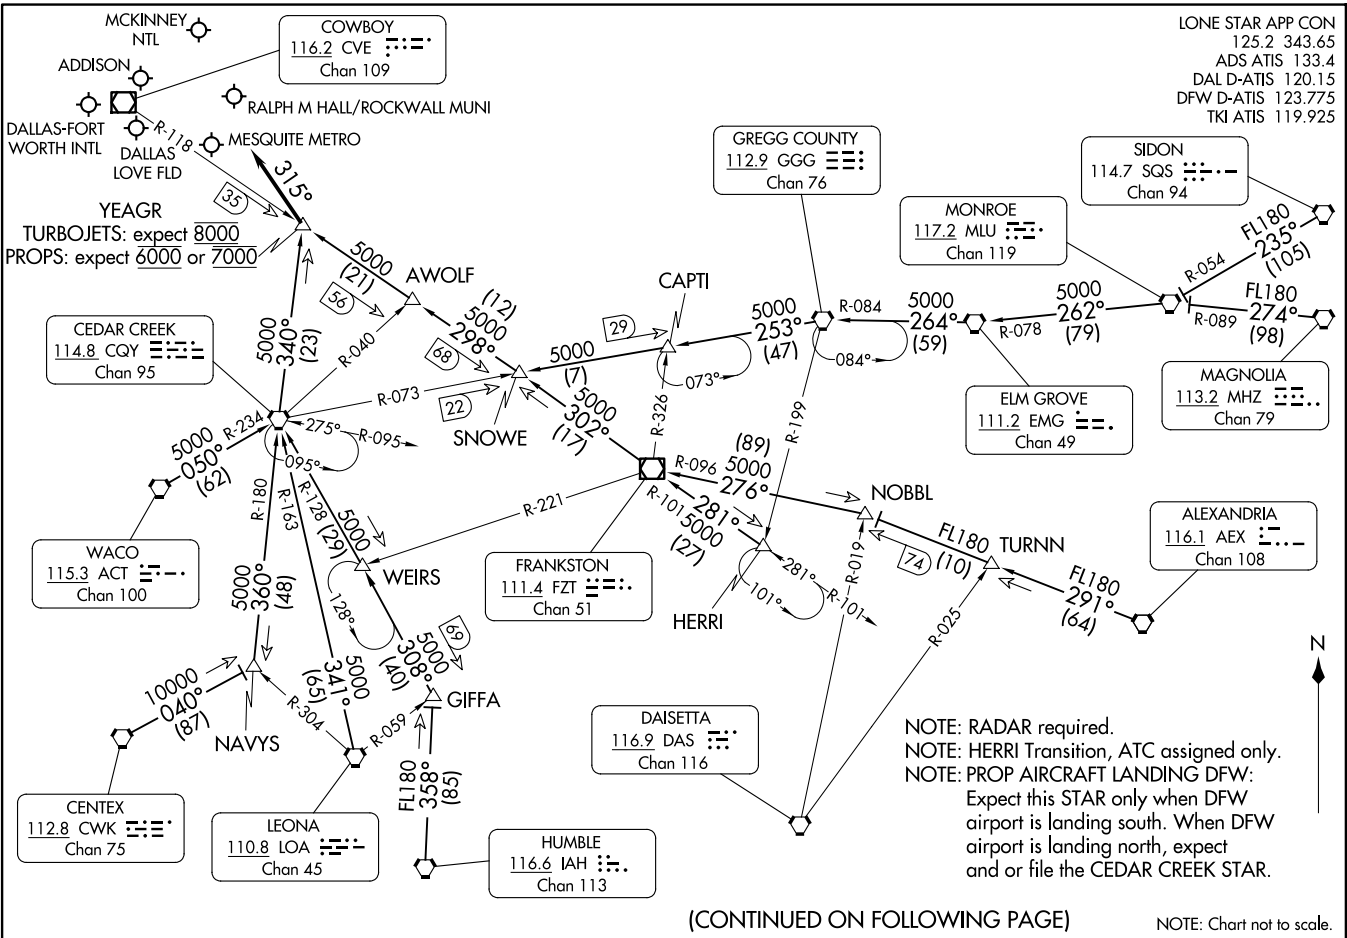 MCKINNEY
NTL
ADDISON
DALLAS-FORT
WORTH INTL
DALLAS
LOVE FLD
RALPH M HALL/ROCKWALL MUNI
MESQUITE METRO
COWBOY
116.2 CVE
Chan 109
LONE STAR APP CON
125.2 343.65
ADS ATIS 133.4
DAL D-ATIS 120.15
DFW D-ATIS 123.775
TKI ATIS 119.925
R-118
35
315°
YEAGR
TURBOJETS: expect 8000
PROPS: expect 6000 or 7000
5000
(21)
56
AWOLF
(12)
5000
298°
68
GREGG COUNTY
112.9 GGG
Chan 76
SIDON
114.7 SQS
Chan 94
MONROE
117.2 MLU
Chan 119
FL180
235°
(105)
R-054
FL180
274°
(98)
R-089
MAGNOLIA
113.2 MHZ
Chan 79
5000
262°
(79)
R-078
ELM GROVE
111.2 EMG
Chan 49
5000
264°
(59)
R-084
084°
R-199
5000
253°
(47)
CAPTI
29
073°
R-326
5000
(7)
SNOWE
22
R-073
R-040
CEDAR CREEK
114.8 CQY
Chan 95
5000
340°
(23)
275°
R-095
095°
R-234
5000
050°
(62)
WACO
115.3 ACT
Chan 100
R-180
5000
360°
(48)
R-163
5000
341°
(65)
R-128
5000
(29)
WEIRS
128°
R-221
5000
302°
(17)
FRANKSTON
111.4 FZT
Chan 51
R-096
(89)
5000
276°
NOBBL
R-101
281°
5000
(27)
HERRI
101°
281°
R-101
R-019
74
FL180
(10)
TURNN
R-025
FL180
291°
(64)
ALEXANDRIA
116.1 AEX
Chan 108
69
5000
308°
(40)
GIFFA
R-059
R-304
NAVYS
10000
040°
(87)
CENTEX
112.8 CWK
Chan 75
LEONA
110.8 LOA
Chan 45
FL180
358°
(85)
HUMBLE
116.6 IAH
Chan 113
DAISETTA
116.9 DAS
Chan 116
N
NOTE: RADAR required.
NOTE: HERRI Transition, ATC assigned only.
NOTE: PROP AIRCRAFT LANDING DFW:
Expect this STAR only when DFW
airport is landing south. When DFW
airport is landing north, expect
and or file the CEDAR CREEK STAR.
(CONTINUED ON FOLLOWING PAGE)
NOTE: Chart not to scale.